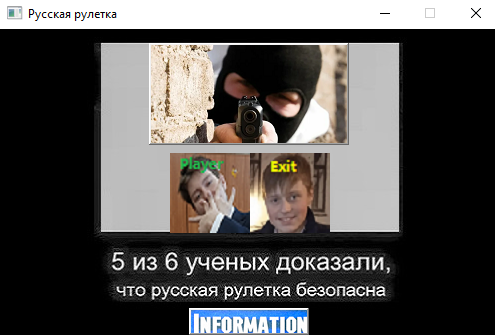 Русская рулетка
Player Exit
5 из 6 ученых доказали,
что русская рулетка безопасна
INFORMATION